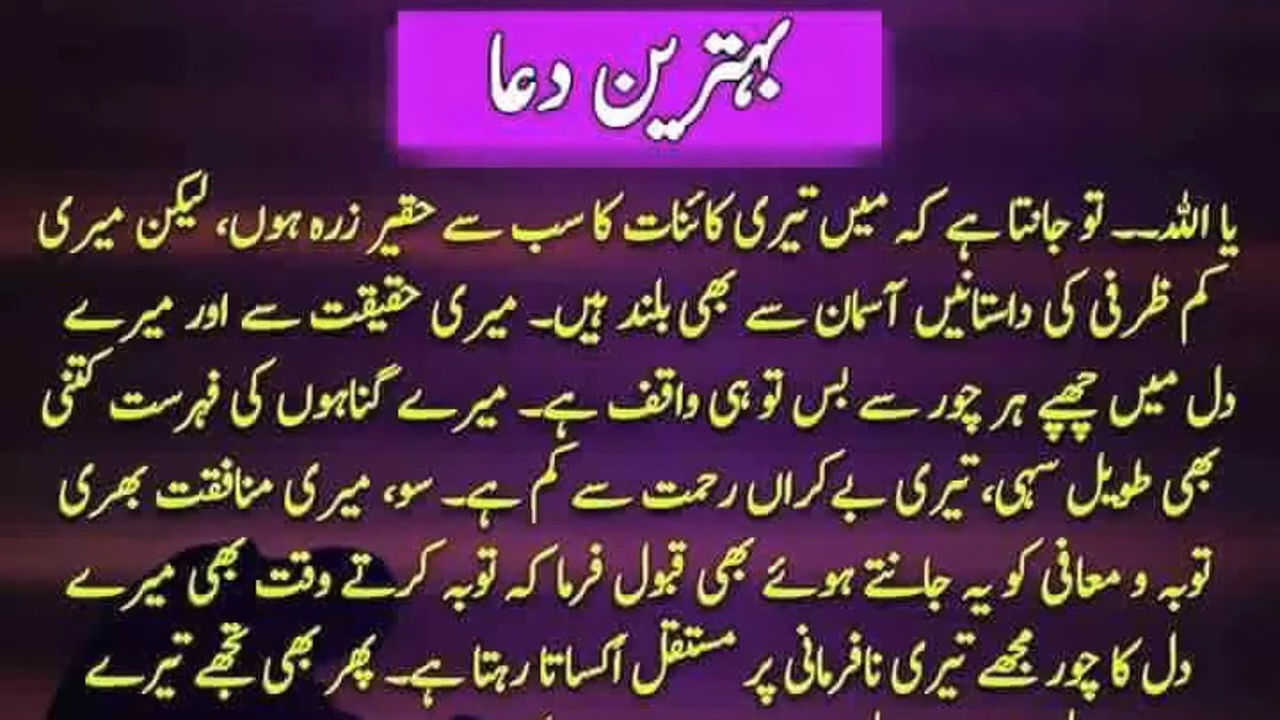 بہترین دعا
یا اللہ۔۔ تو جانتا ہے کہ میں تیری کائنات کا سب سے حقیر زرہ ہوں، لیکن میری
کم ظرفی کی داستانیں آسمان سے بھی بلند ہیں۔ میری حقیقت سے اور میرے
دل میں چھپے ہر چور سے بس تو ہی واقف ہے۔ میرے گناہوں کی فہرست کتنی
بھی طویل سہی، تیری بے کراں رحمت سے کم ہے۔ سو، میری منافقت بھری
توبہ و معافی کو یہ جانتے ہوئے بھی قبول فرما کہ توبہ کرتے وقت بھی میرے
دل کا چور مجھے تیری نافرمانی پر مستقل اُکساتا رہتا ہے۔ پھر بھی تجھے تیرے